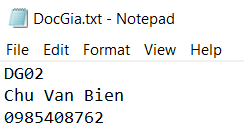 DocGia.txt - Notepad
File Edit Format View Help
DG02
Chu Van Bien
0985408762